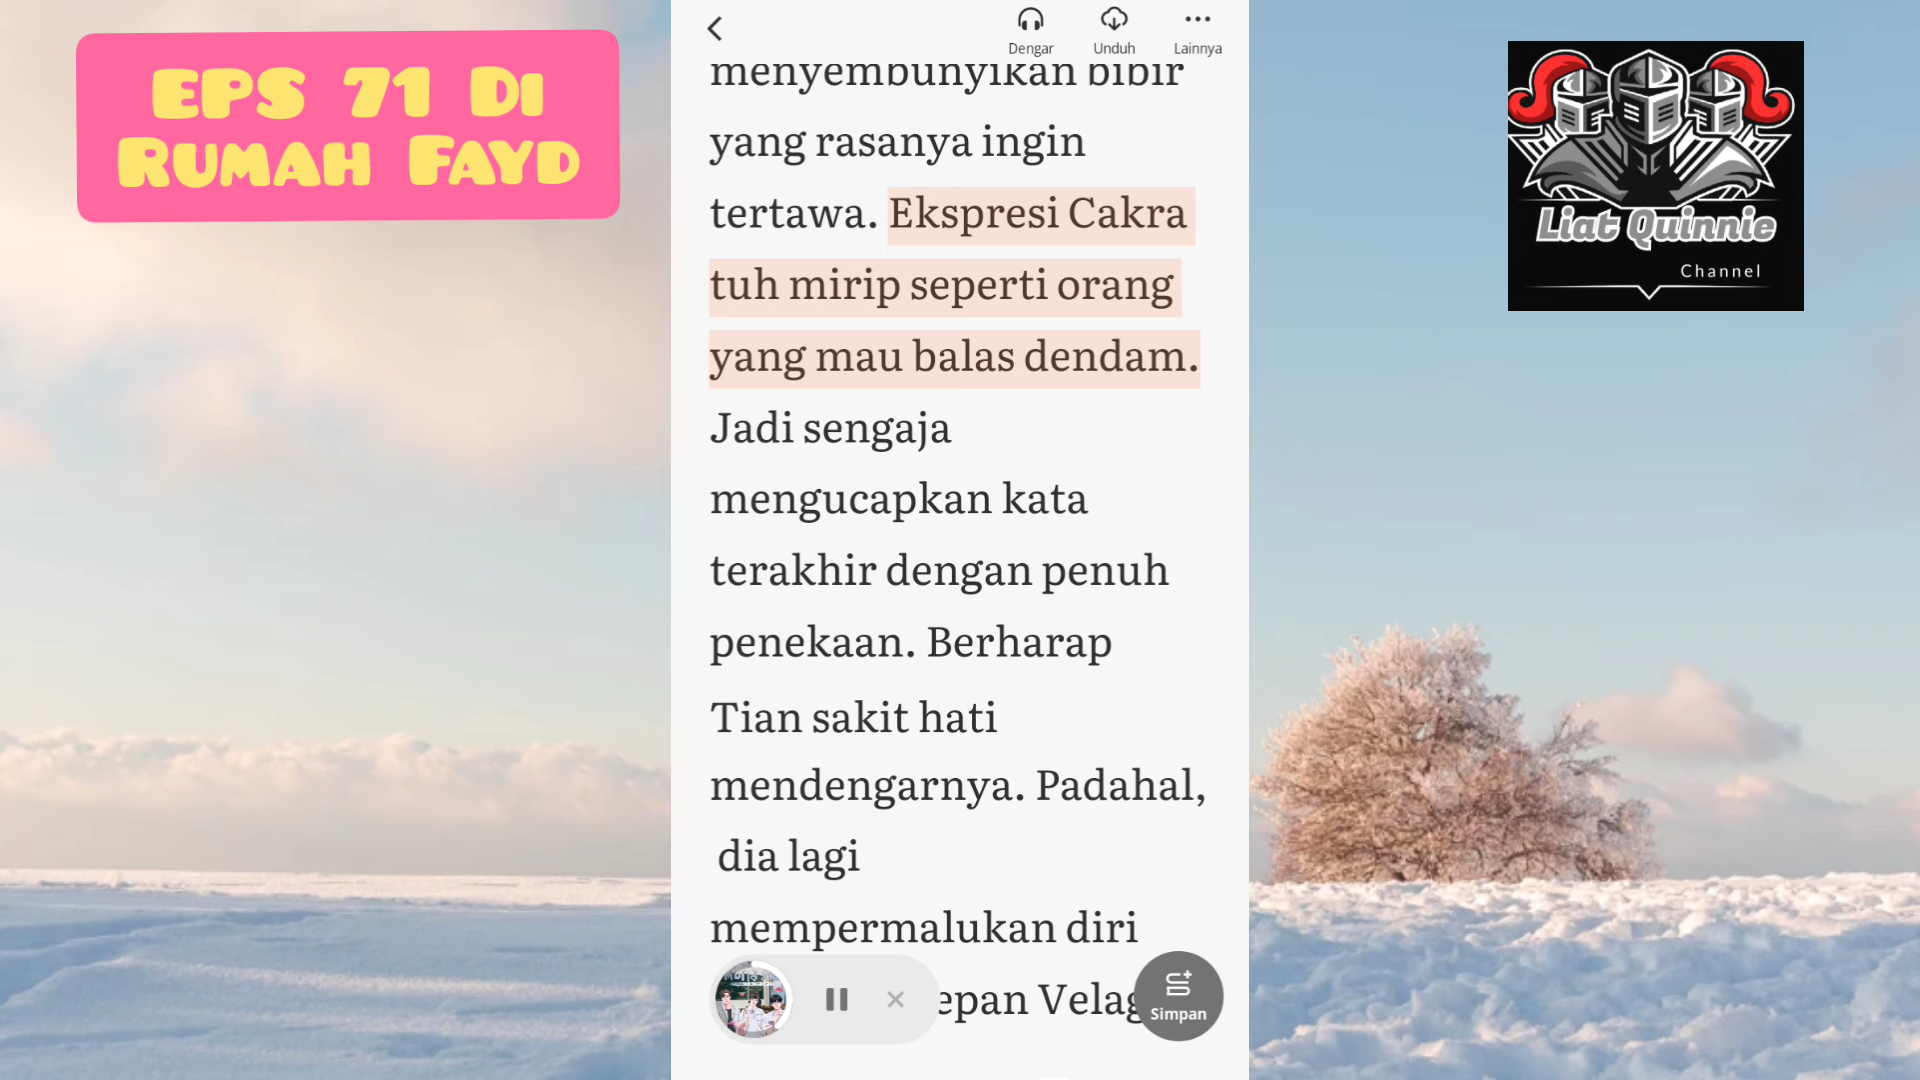 EPS 71 Di
Rumah Fayd
Dengar
Unduh
Lainnya
menyembunyikan bibir
yang rasanya ingin
tertawa. Ekspresi Cakra
tuh mirip seperti orang
yang mau balas dendam.
Jadi sengaja
mengucapkan kata
terakhir dengan penuh
penekaan. Berharap
Tian sakit hati
mendengarnya. Padahal,
dia lagi
mempermalukan diri
Simpan
Liat Quinnie
Channel